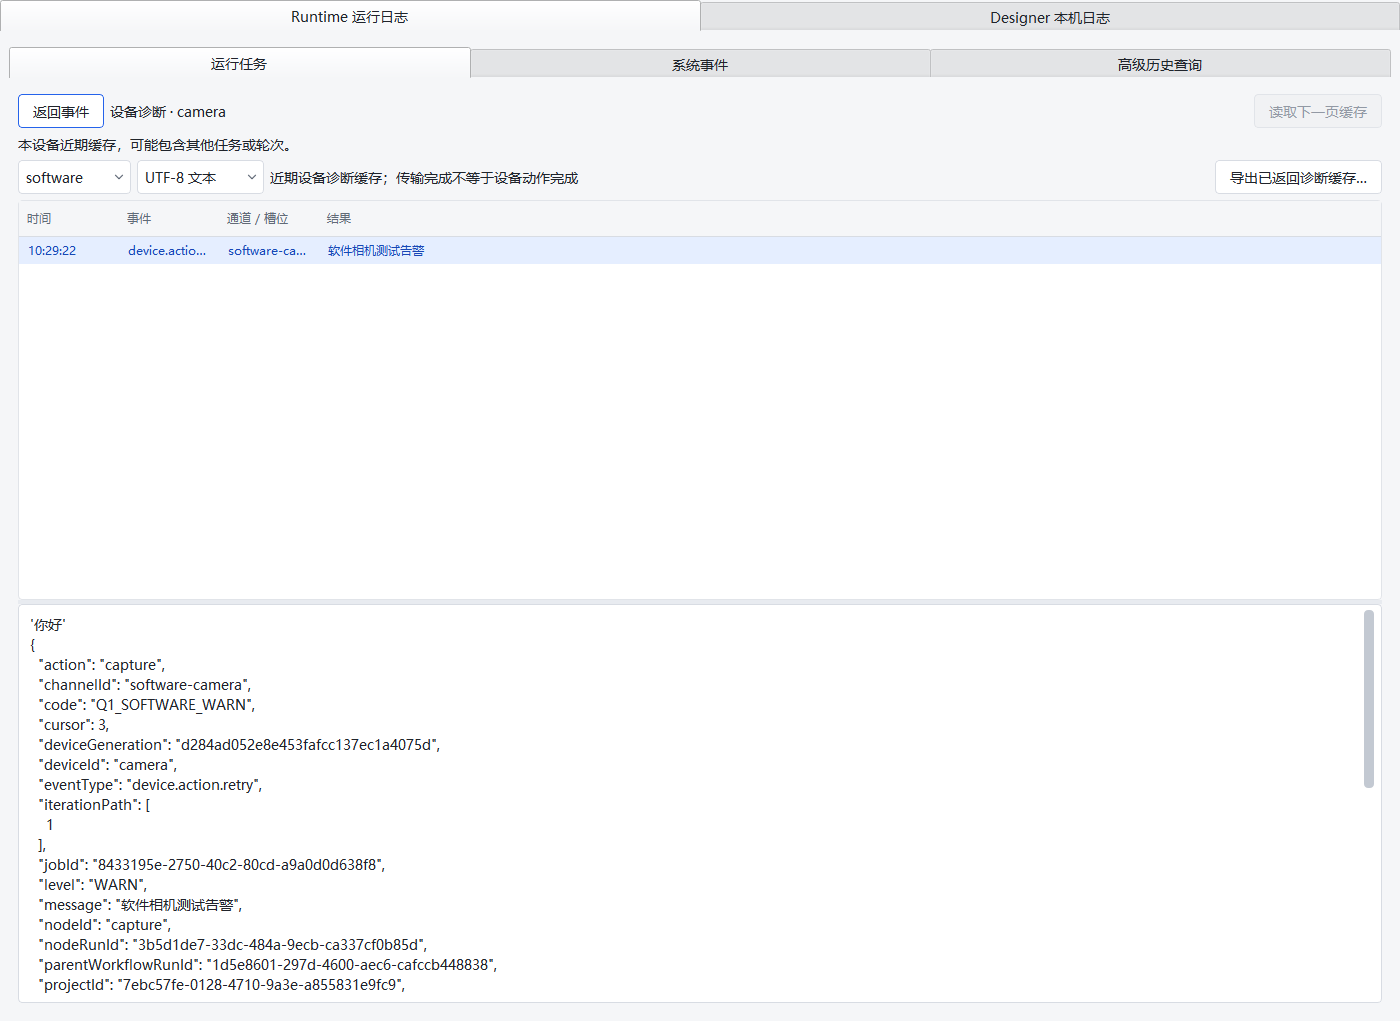 Runtime 运行日志
Designer 本机日志
运行任务
系统事件
高级历史查询
返回事件
设备诊断 · camera
读取下一页缓存
本设备近期缓存，可能包含其他任务或轮次。
software
UTF-8 文本
近期设备诊断缓存；传输完成不等于设备动作完成
导出已返回诊断缓存...
时间 事件 通道 / 槽位 结果
10:29:22 device.actio... software-ca... 软件相机测试告警
'你好'
{
"action": "capture",
"channelId": "software-camera",
"code": "Q1_SOFTWARE_WARN",
"cursor": 3,
"deviceGeneration": "d284ad052e8e453fafcc137ec1a4075d",
"deviceId": "camera",
"eventType": "device.action.retry",
"iterationPath": [
1
],
"jobId": "8433195e-2750-40c2-80cd-a9a0d0d638f8",
"level": "WARN",
"message": "软件相机测试告警",
"nodeId": "capture",
"nodeRunId": "3b5d1de7-33dc-484a-9ecb-ca337cf0b85d",
"parentWorkflowRunId": "1d5e8601-297d-4600-aec6-cafccb448838",
"projectId": "7ebc57fe-0128-4710-9a3e-a855831e9fc9",